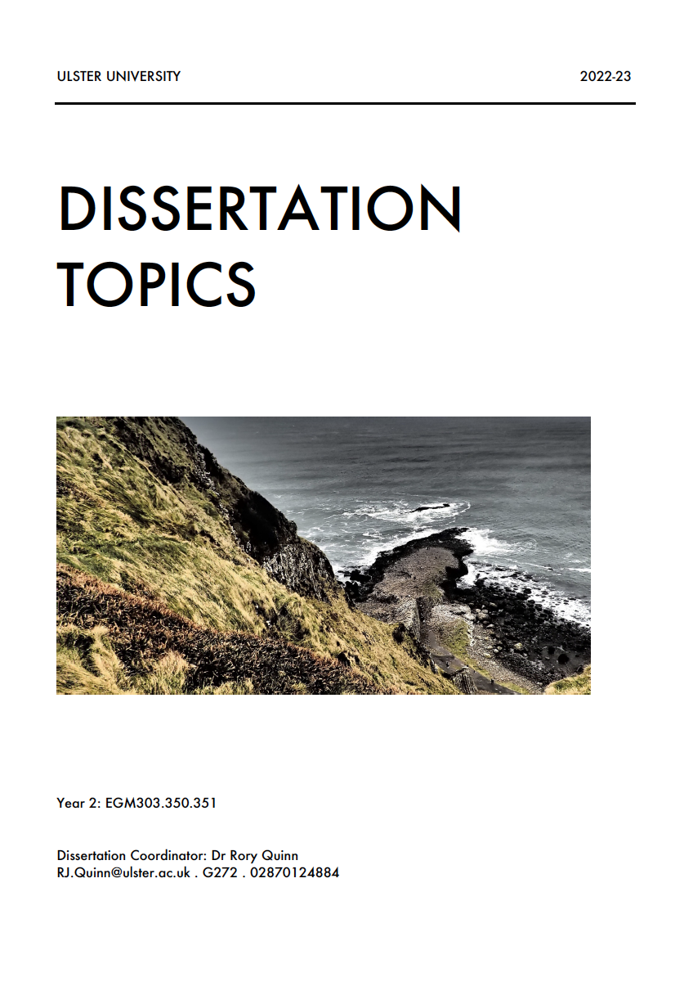 ULSTER UNIVERSITY 2022-23
DISSERTATION
TOPICS
Year 2: EGM303.350.351
Dissertation Coordinator: Dr Rory Quinn
RJ.Quinn@ulster.ac.uk . G272 . 02870124884